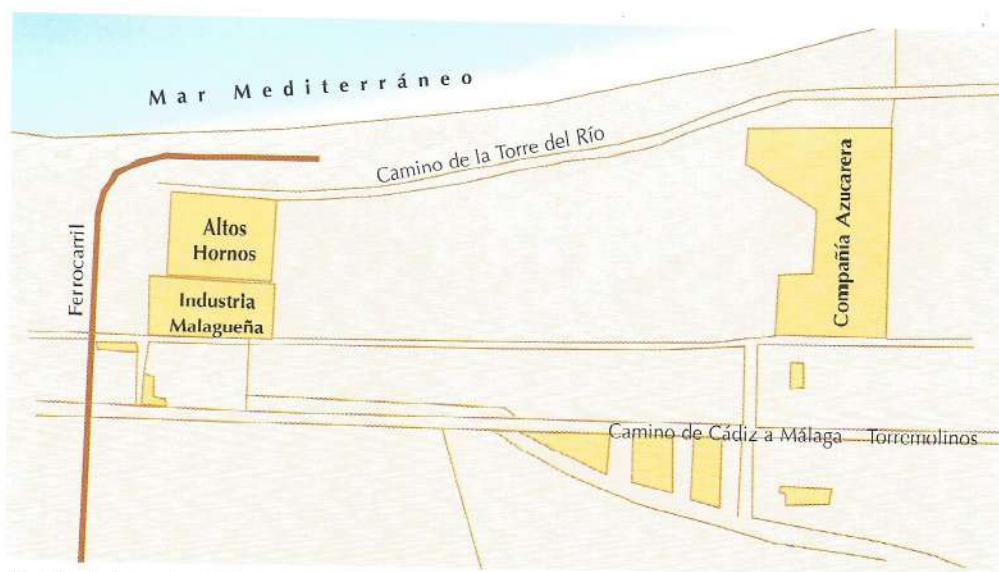 Mar Mediterráneo
Camino de la Torre del Río
Ferrocarril
Altos
Hornos
Industria
Malagueña
Compañía Azucarera
Camino de Cádiz a Málaga Torremolinos